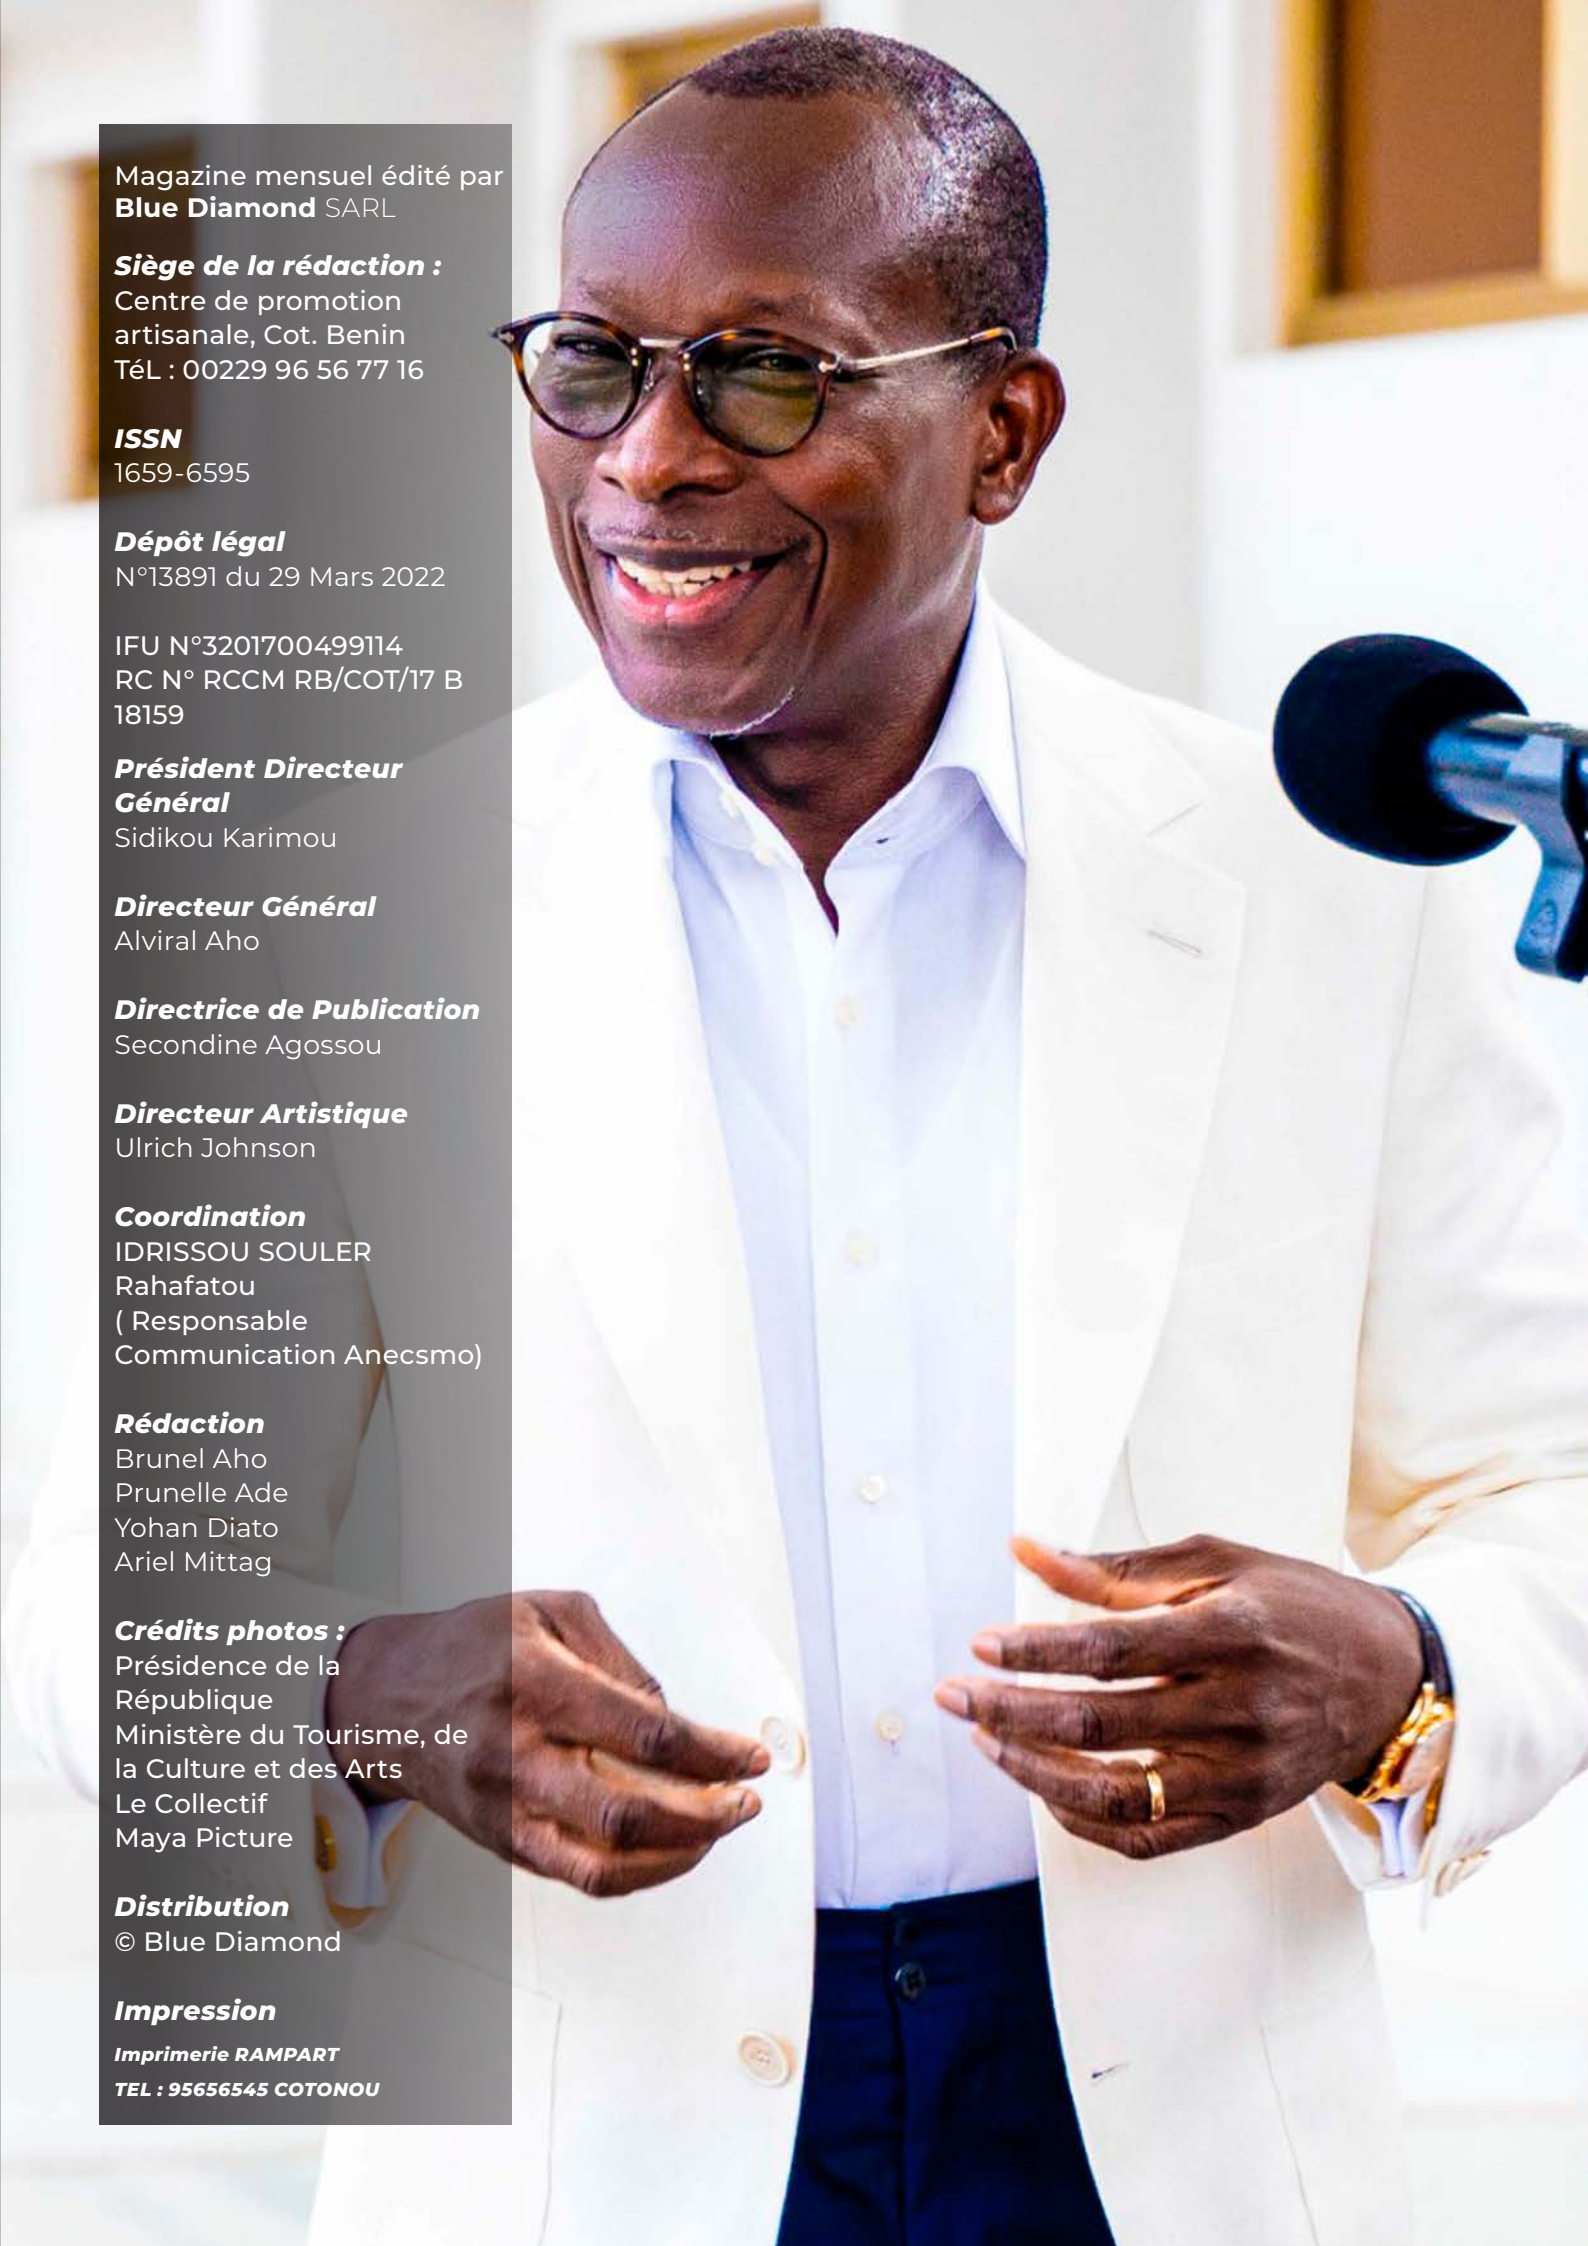 Magazine mensuel édité par
Blue Diamond SARL
Siège de la rédaction :
Centre de promotion
artisanale, Cot. Benin
TéL : 00229 96 56 77 16
ISSN
1659-6595
Dépôt légal
N°13891 du 29 Mars 2022
IFU N°3201700499114
RC N° RCCM RB/COT/17 B
18159
Président Directeur
Général
Sidikou Karimou
Directeur Général
Alviral Aho
Directrice de Publication
Secondine Agossou
Directeur Artistique
Ulrich Johnson
Coordination
IDRISSOU SOULER
Rahafatou
( Responsable
Communication Anecsmo)
Rédaction
Brunel Aho
Prunelle Ade
Yohan Diato
Ariel Mittag
Crédits photos :
Présidence de la
République
Ministère du Tourisme, de
la Culture et des Arts
Le Collectif
Maya Picture
Distribution
© Blue Diamond
Impression
Imprimerie RAMPART
TEL : 95656545 COTONOU